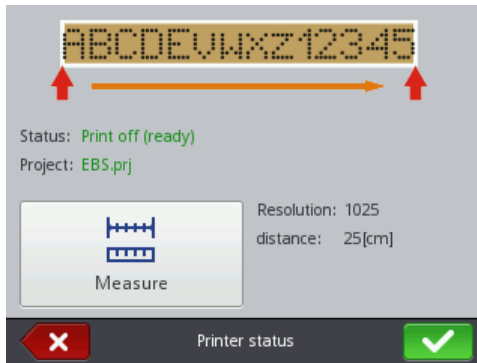 ABCDEVWXZ12345
Status: Print off (ready)
Project: EBS.prj
Resolution: 1025
distance: 25[cm]
Measure
Printer status